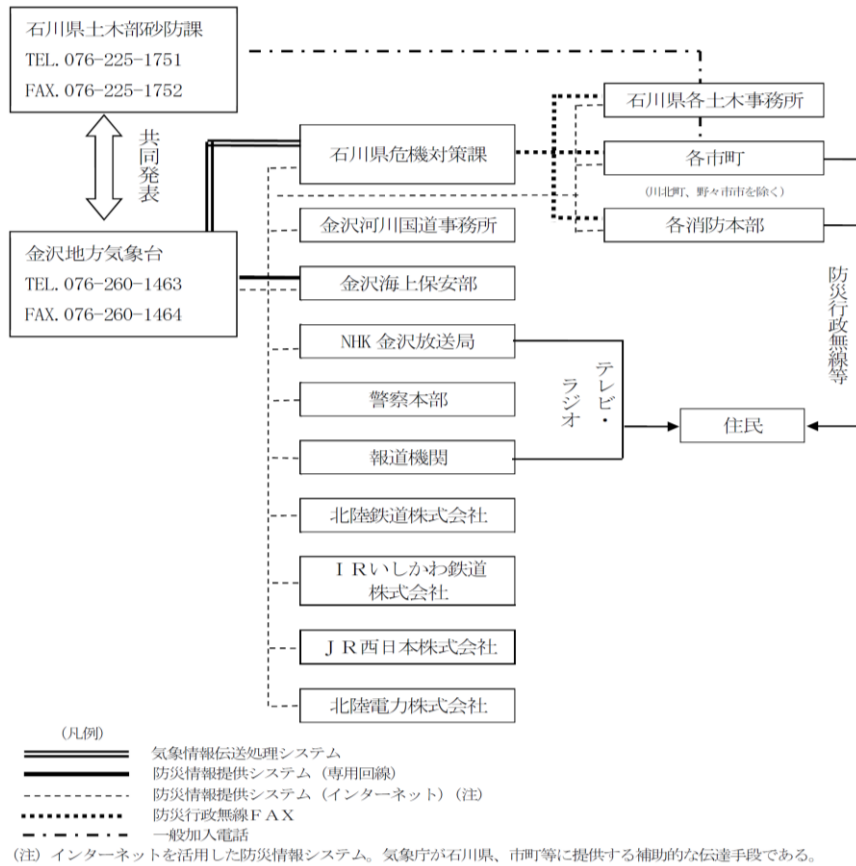 石川県土木部砂防課
TEL. 076-225-1751
FAX. 076-225-1752
共同発表
金沢地方気象台
TEL. 076-260-1463
FAX. 076-260-1464
石川県危機対策課
金沢河川国道事務所
金沢海上保安部
NHK 金沢放送局
警察本部
報道機関
北陸鉄道株式会社
ＩＲいしかわ鉄道
株式会社
ＪＲ西日本株式会社
北陸電力株式会社
石川県各土木事務所
各市町
(川北町、野々市市を除く)
各消防本部
テレビ・
ラジオ
住民
防災行政無線等
(凡例)
気象情報伝送処理システム
防災情報提供システム (専用回線)
防災情報提供システム (インターネット) (注)
防災行政無線ＦＡＸ
一般加入電話
(注) インターネットを活用した防災情報システム。気象庁が石川県、市町等に提供する補助的な伝達手段である。